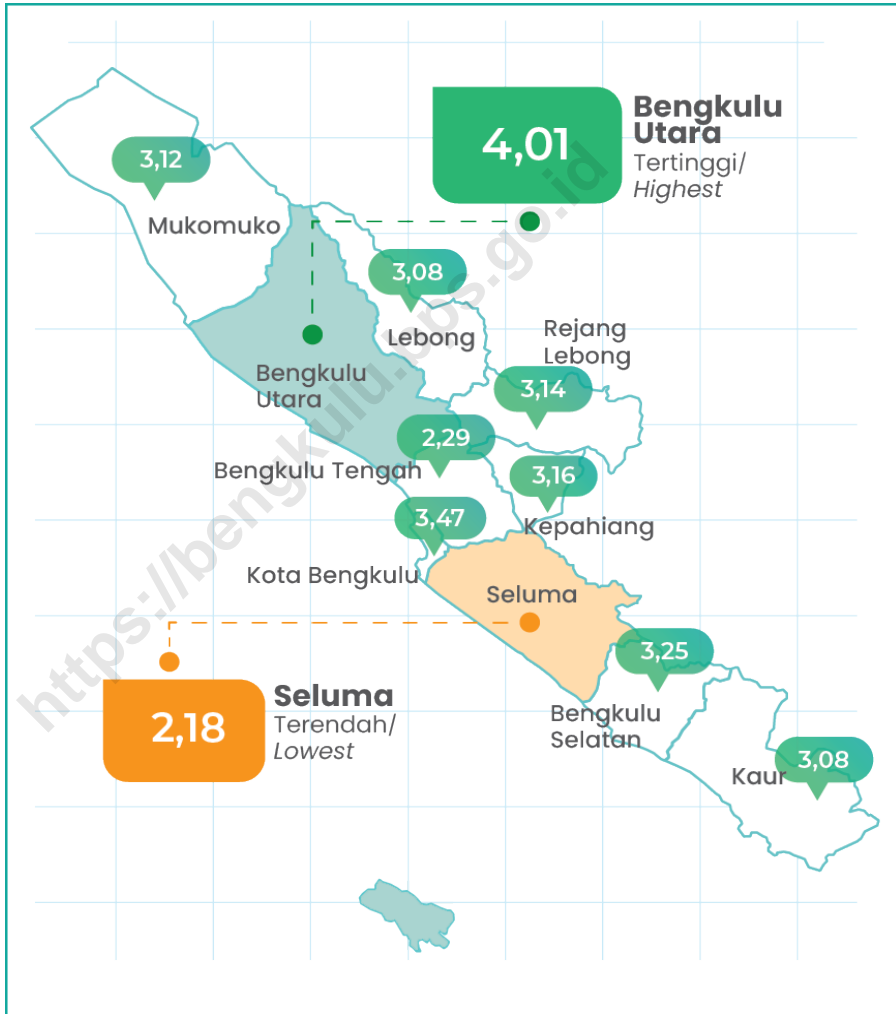 4,01
Bengkulu
Utara
Tertinggi/
Highest
3,12
Mukomuko
3,08
Lebong
Rejang
Lebong
3,14
Bengkulu
Utara
2,29
Bengkulu Tengah
3,16
Kepahiang
3,47
Kota Bengkulu
Seluma
2,18
Seluma
Terendah/
Lowest
3,25
Bengkulu
Selatan
3,08
Kaur
https://bengkulu.bps.go.id